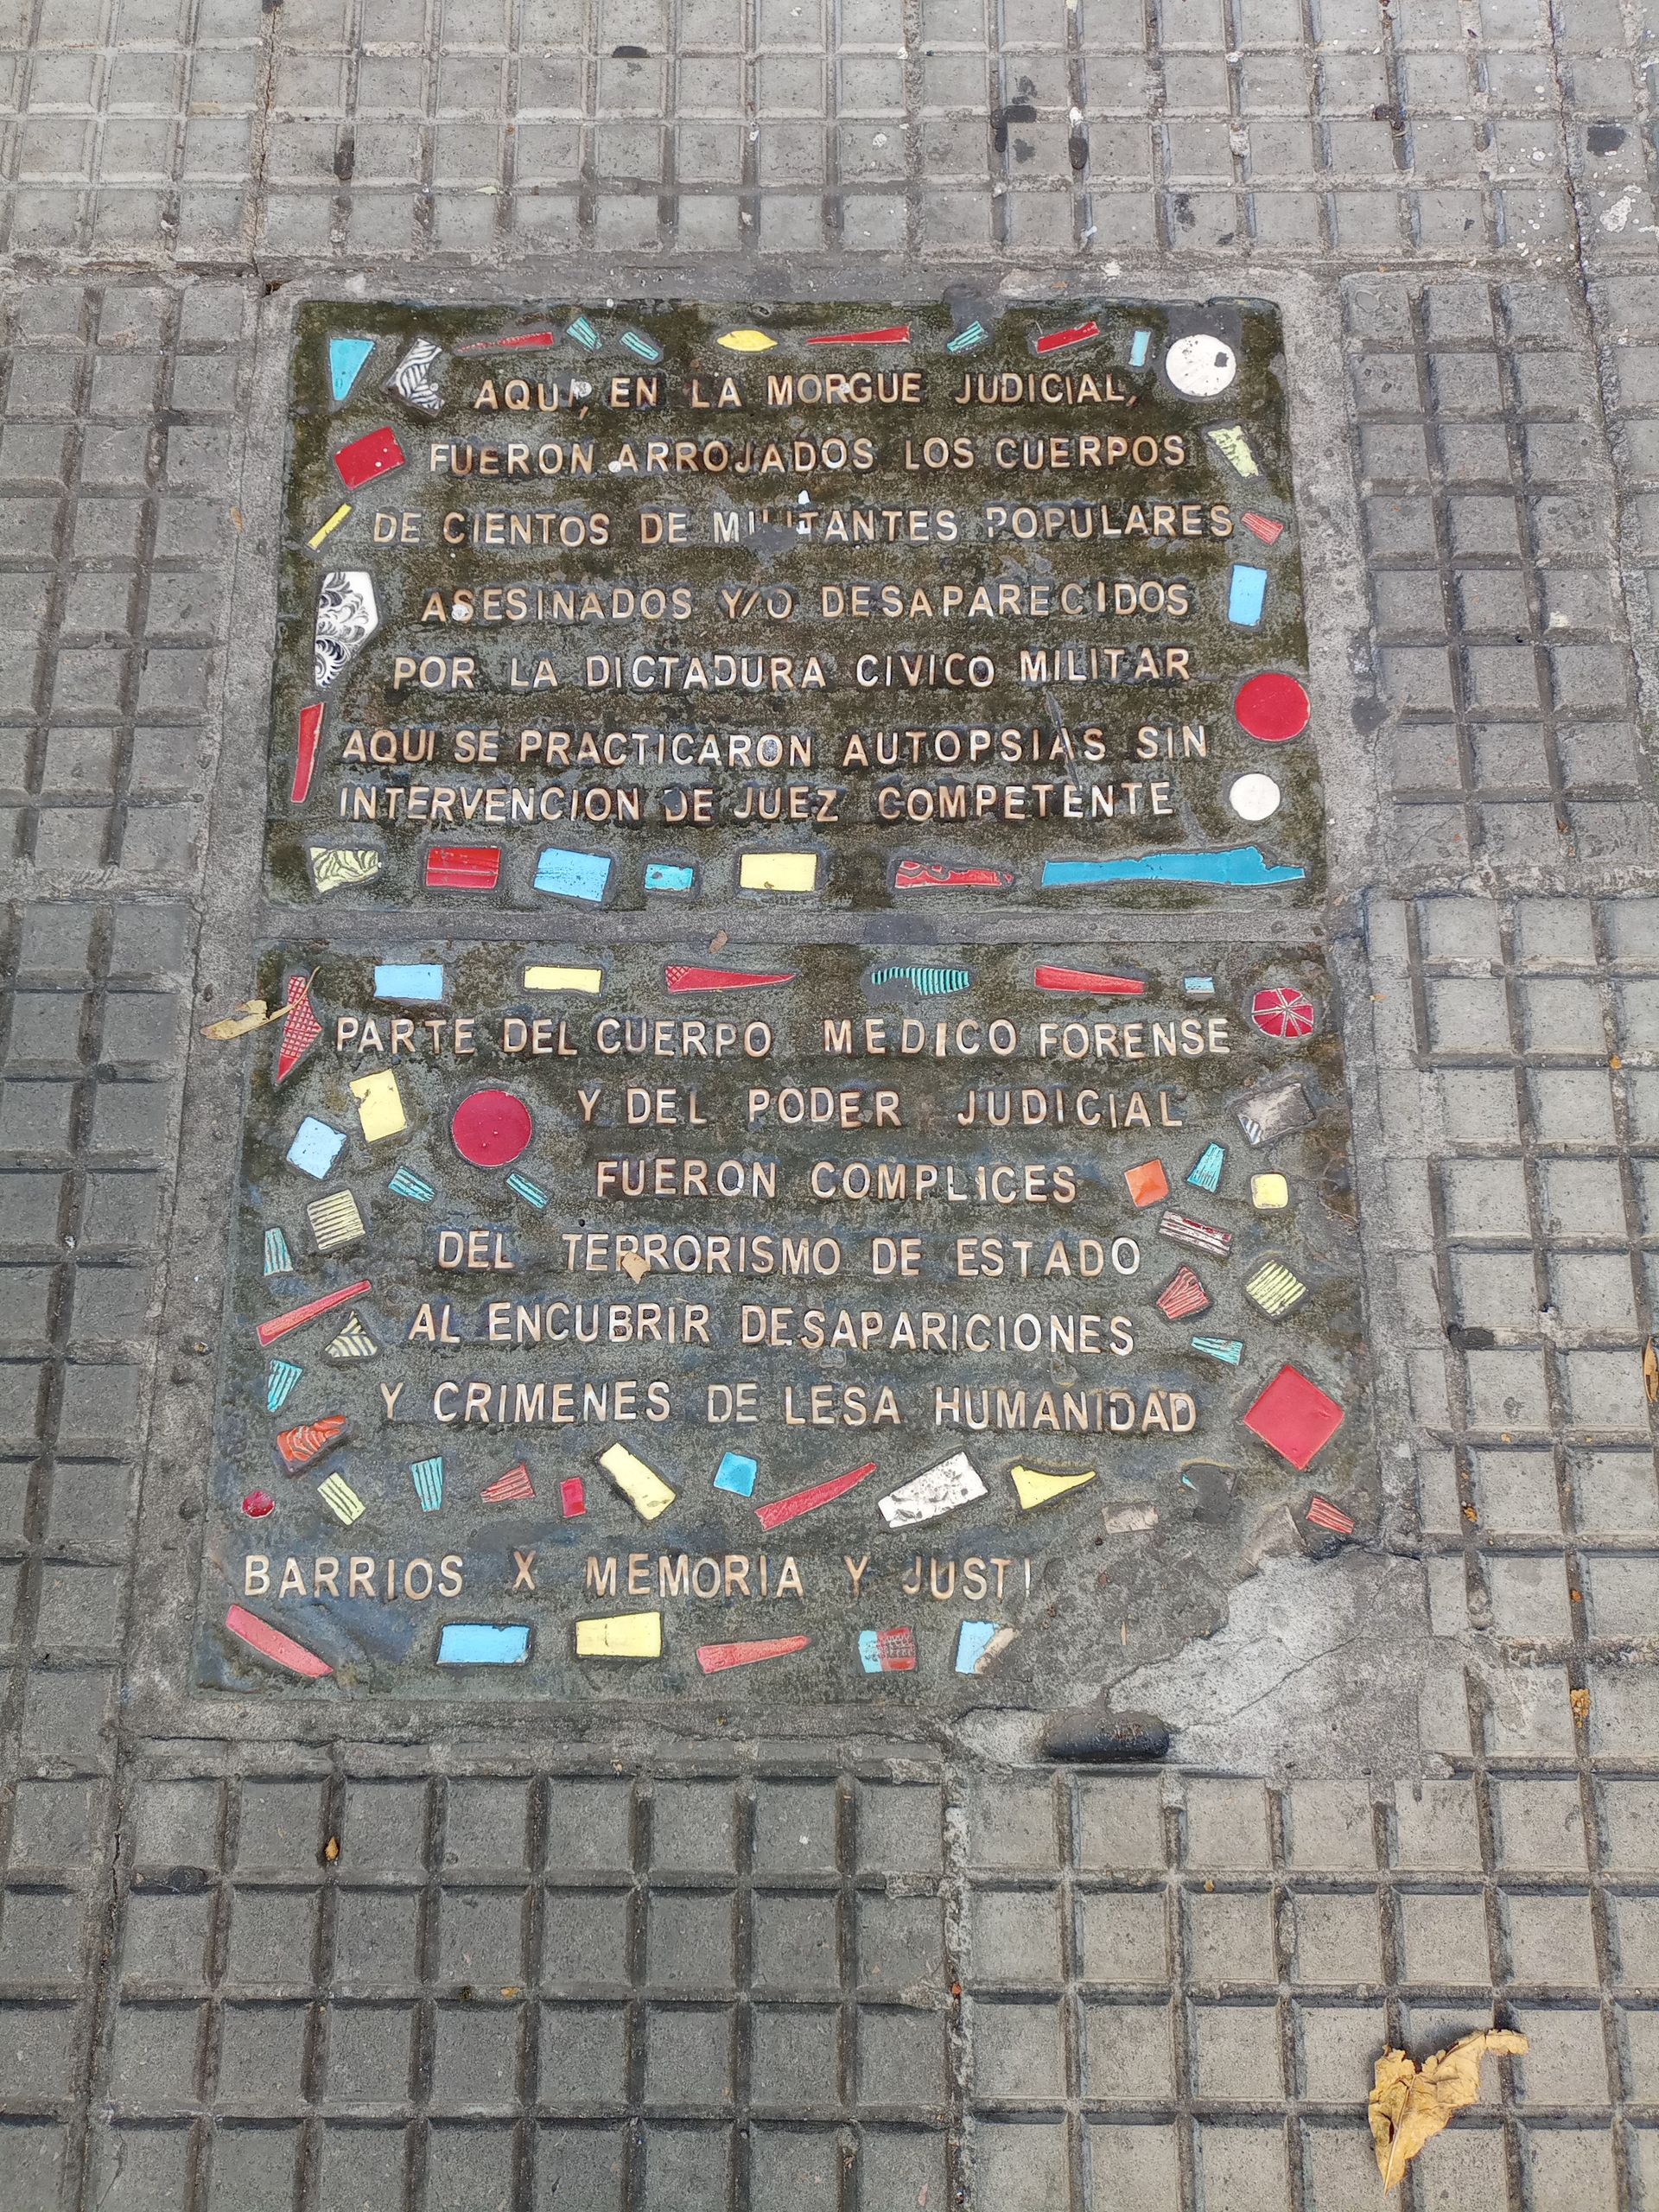 AQUI, EN LA MORGUE JUDICIAL,
FUERON ARROJADOS LOS CUERPOS
DE CIENTOS DE MILITANTES POPULARES
ASESINADOS Y/O DESAPARECIDOS
POR LA DICTADURA CIVICO MILITAR
AQUI SE PRACTICARON AUTOPSIAS SIN
INTERVENCION DE JUEZ COMPETENTE
PARTE DEL CUERPO MEDICO FORENSE
Y DEL PODER JUDICIAL
FUERON COMPLICES
DEL TERRORISMO DE ESTADO
AL ENCUBRIR DESAPARICIONES
Y CRIMENES DE LESA HUMANIDAD
BARRIOS X MEMORIA Y JUSTI